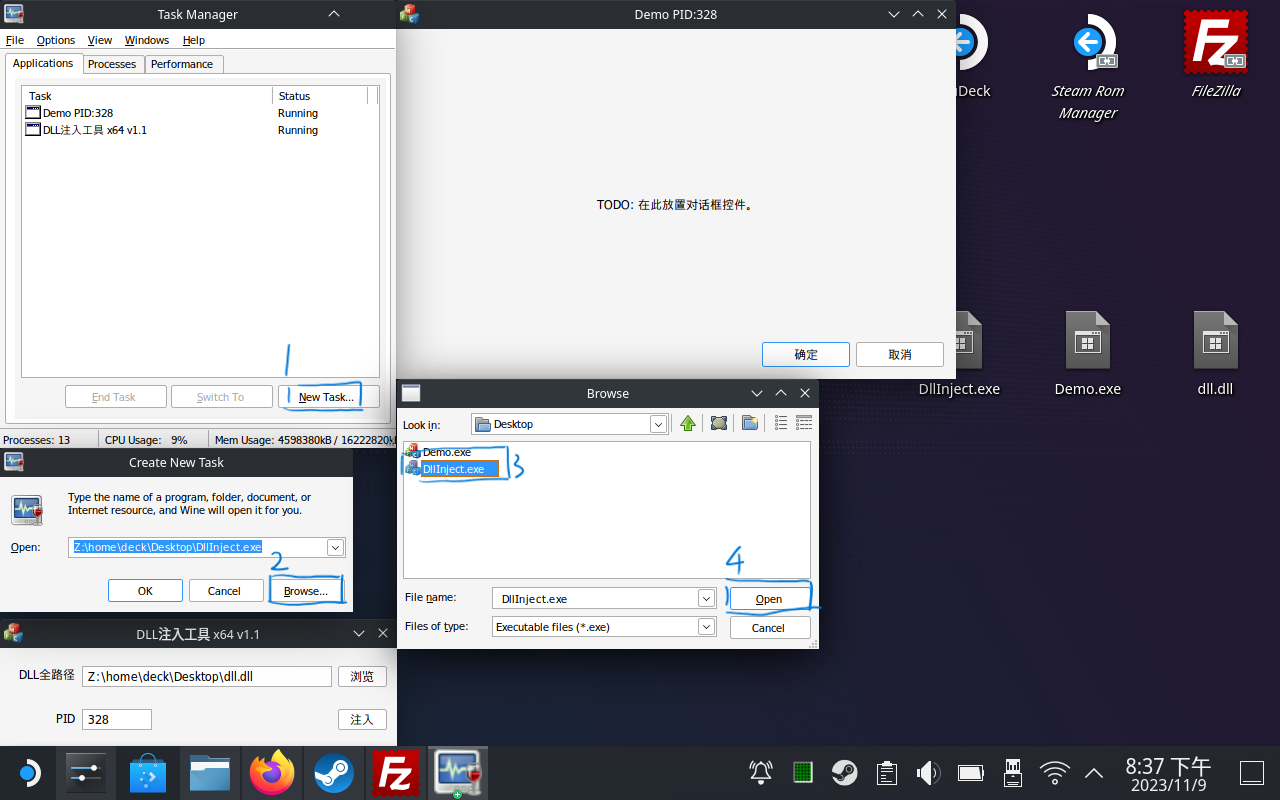 Task Manager
File Options View Windows Help
Applications Processes Performance
Task Status
Demo PID:328 Running
DLL注入工具 x64 v1.1 Running
1
End Task Switch To New Task...
Processes: 13 CPU Usage: 9% Mem Usage: 4598380kB / 16222820k
Demo PID:328
TODO: 在此放置对话框控件。
确定 取消
Deck
Steam Rom
Manager
FileZilla
DllInject.exe
Demo.exe
dll.dll
Create New Task
Type the name of a program, folder, document, or
Internet resource, and Wine will open it for you.
Open: Z:\home\deck\Desktop\DllInject.exe
2
OK Cancel Browse...
Browse
Look in: Desktop
Demo.exe
DllInject.exe 3
4
File name: DllInject.exe Open
Files of type: Executable files (*.exe) Cancel
DLL注入工具 x64 v1.1
DLL全路径 Z:\home\deck\Desktop\dll.dll 浏览
PID 328 注入
8:37 下午
2023/11/9